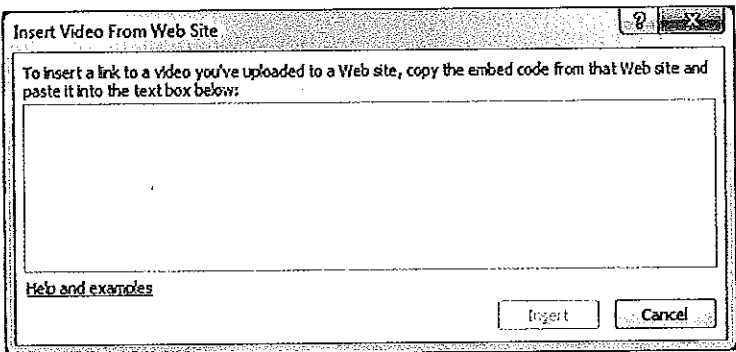 Insert Video From Web Site
?
X
To insert a link to a video you've uploaded to a Web site, copy the embed code from that Web site and
paste it into the text box below:
Help and examples
Insert
Cancel